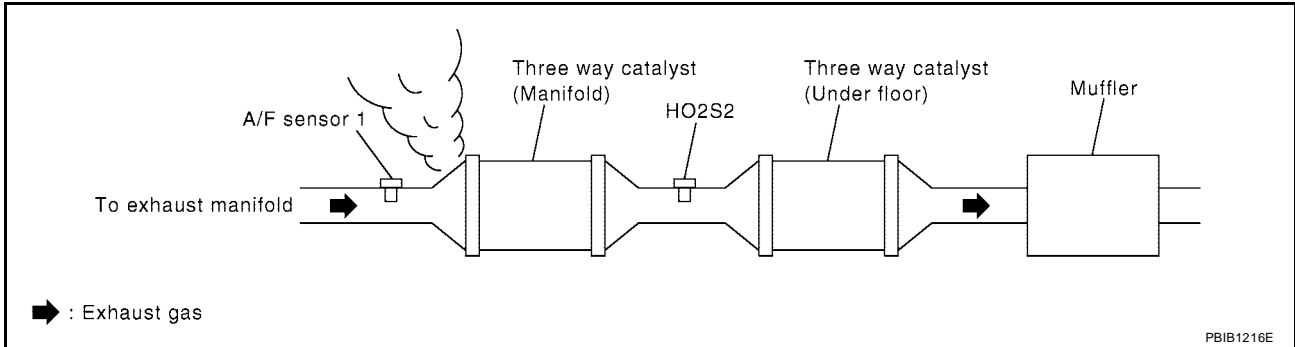 Three way catalyst
(Manifold)
Three way catalyst
(Under floor)
Muffler
A/F sensor 1
HO2S2
To exhaust manifold
: Exhaust gas
PBIB1216E